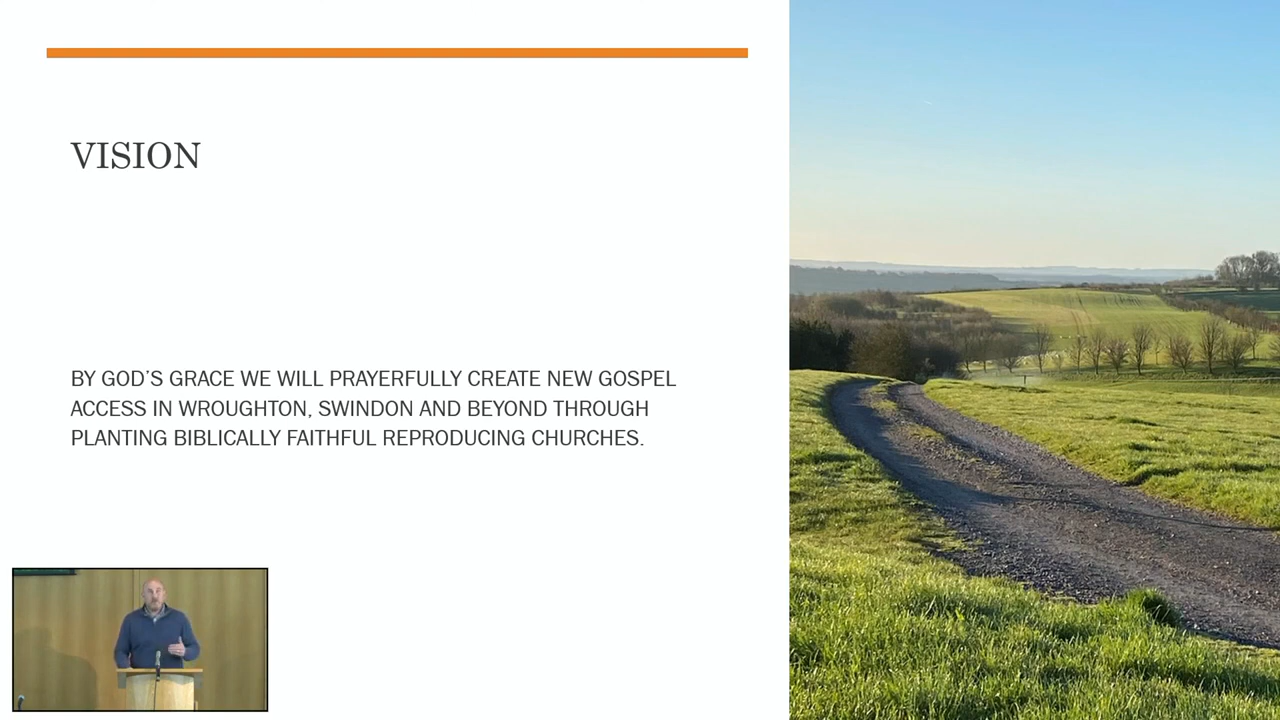 VISION
BY GOD’S GRACE WE WILL PRAYERFULLY CREATE NEW GOSPEL
ACCESS IN WROUGHTON, SWINDON AND BEYOND THROUGH
PLANTING BIBLICALLY FAITHFUL REPRODUCING CHURCHES.